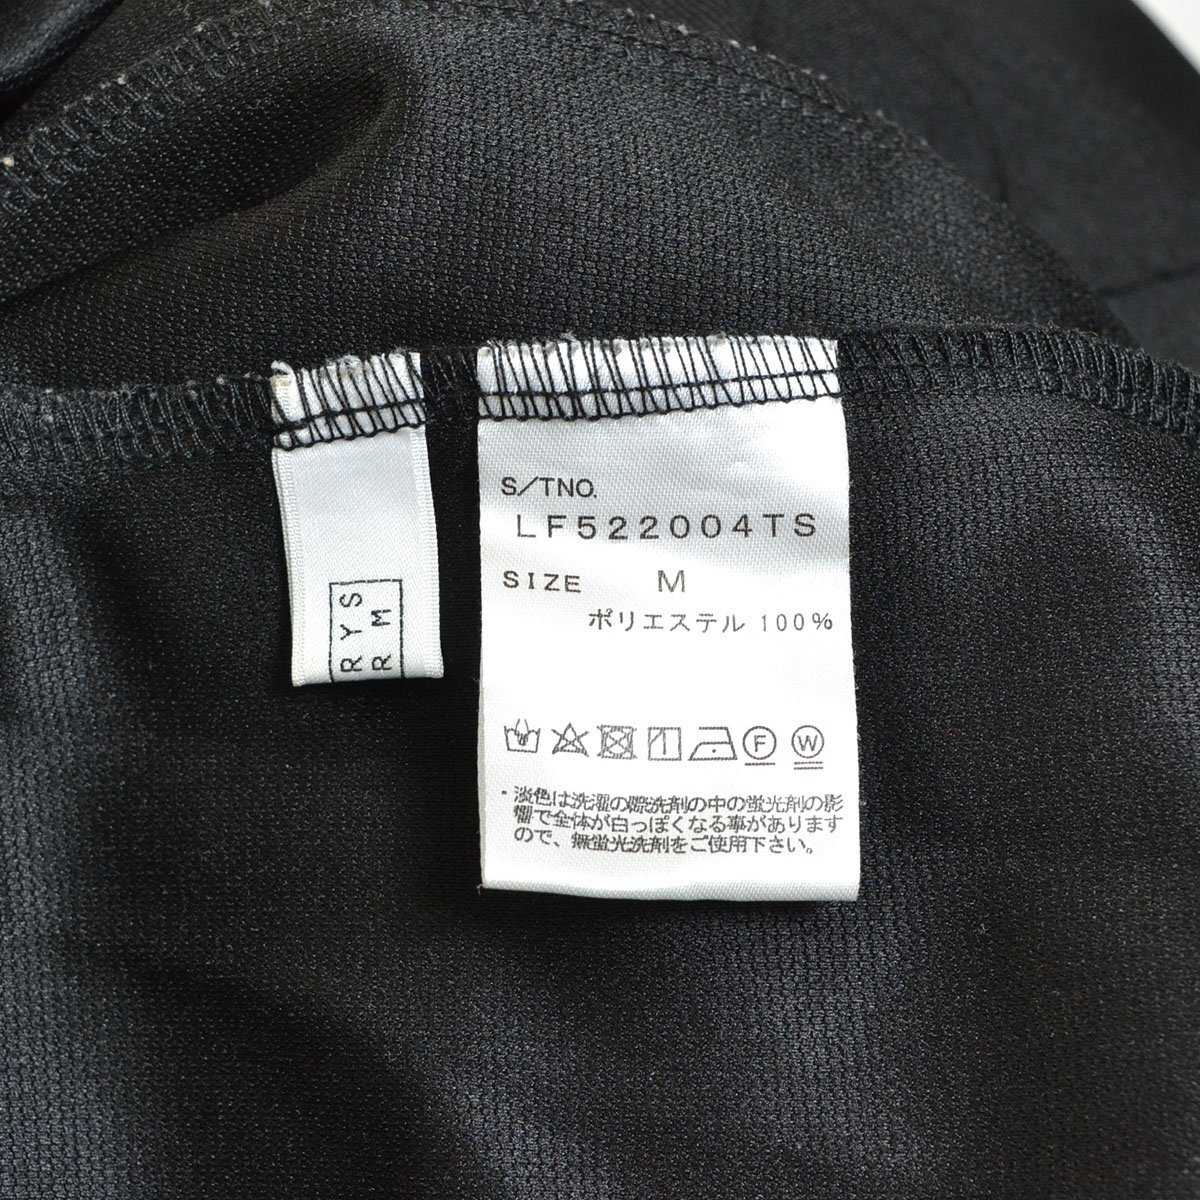 RYS
RM
S/TNO.
LF522004TS
SIZE M
ポリエステル 100%
1
F
W
・淡色は洗濯の際洗剤の中の蛍光剤の影
響で全体が白っぽくなる事があります
ので、無蛍光洗剤をご使用下さい。